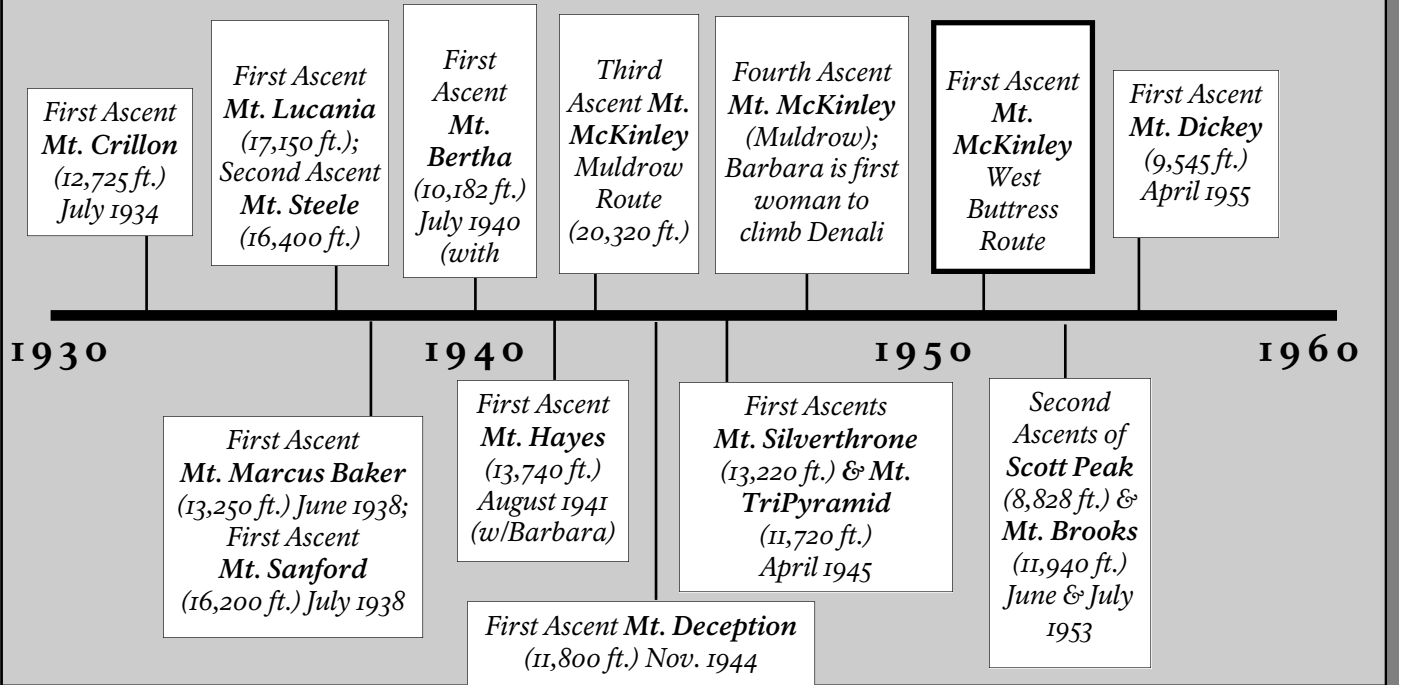 First Ascent
Mt. Crillon
(12,725 ft.)
July 1934
First Ascent
Mt. Lucania
(17,150 ft.);
Second Ascent
Mt. Steele
(16,400 ft.)
First
Ascent
Mt.
Bertha
(10,182 ft.)
July 1940
(with
Third
Ascent Mt.
McKinley
Muldrow
Route
(20,320 ft.)
Fourth Ascent
Mt. McKinley
(Muldrow);
Barbara is first
woman to
climb Denali
First Ascent
Mt.
McKinley
West
Buttress
Route
First Ascent
Mt. Dickey
(9,545 ft.)
April 1955
1930
1940
1950
1960
First Ascent
Mt. Marcus Baker
(13,250 ft.) June 1938;
First Ascent
Mt. Sanford
(16,200 ft.) July 1938
First Ascent
Mt. Hayes
(13,740 ft.)
August 1941
(w/Barbara)
First Ascent Mt. Deception
(11,800 ft.) Nov. 1944
First Ascents
Mt. Silverthrone
(13,220 ft.) & Mt.
TriPyramid
(11,720 ft.)
April 1945
Second
Ascents of
Scott Peak
(8,828 ft.) &
Mt. Brooks
(11,940 ft.)
June & July
1953